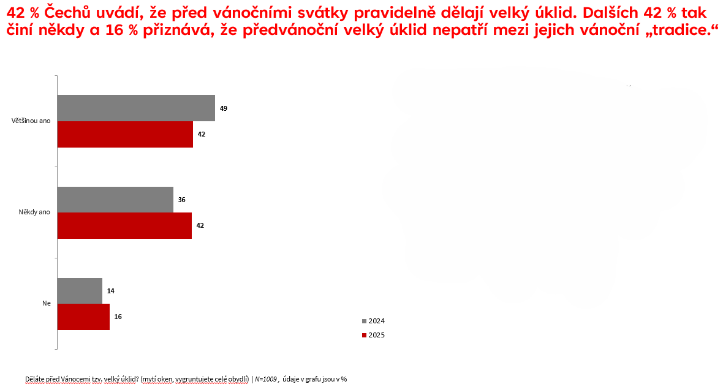 42 % Čechů uvádí, že před vánočními svátky pravidelně dělají velký úklid. Dalších 42 % tak
činí někdy a 16 % přiznává, že předvánoční velký úklid nepatří mezi jejich vánoční „tradice.“
Většinou ano
49
42
Někdy ano
36
42
Ne
14
16
2024
2025
Děláte před Vánocemi tzv. velký úklid? (mytí oken, vygruntujete celé obydlí) | N=1009, údaje v grafu jsou v %